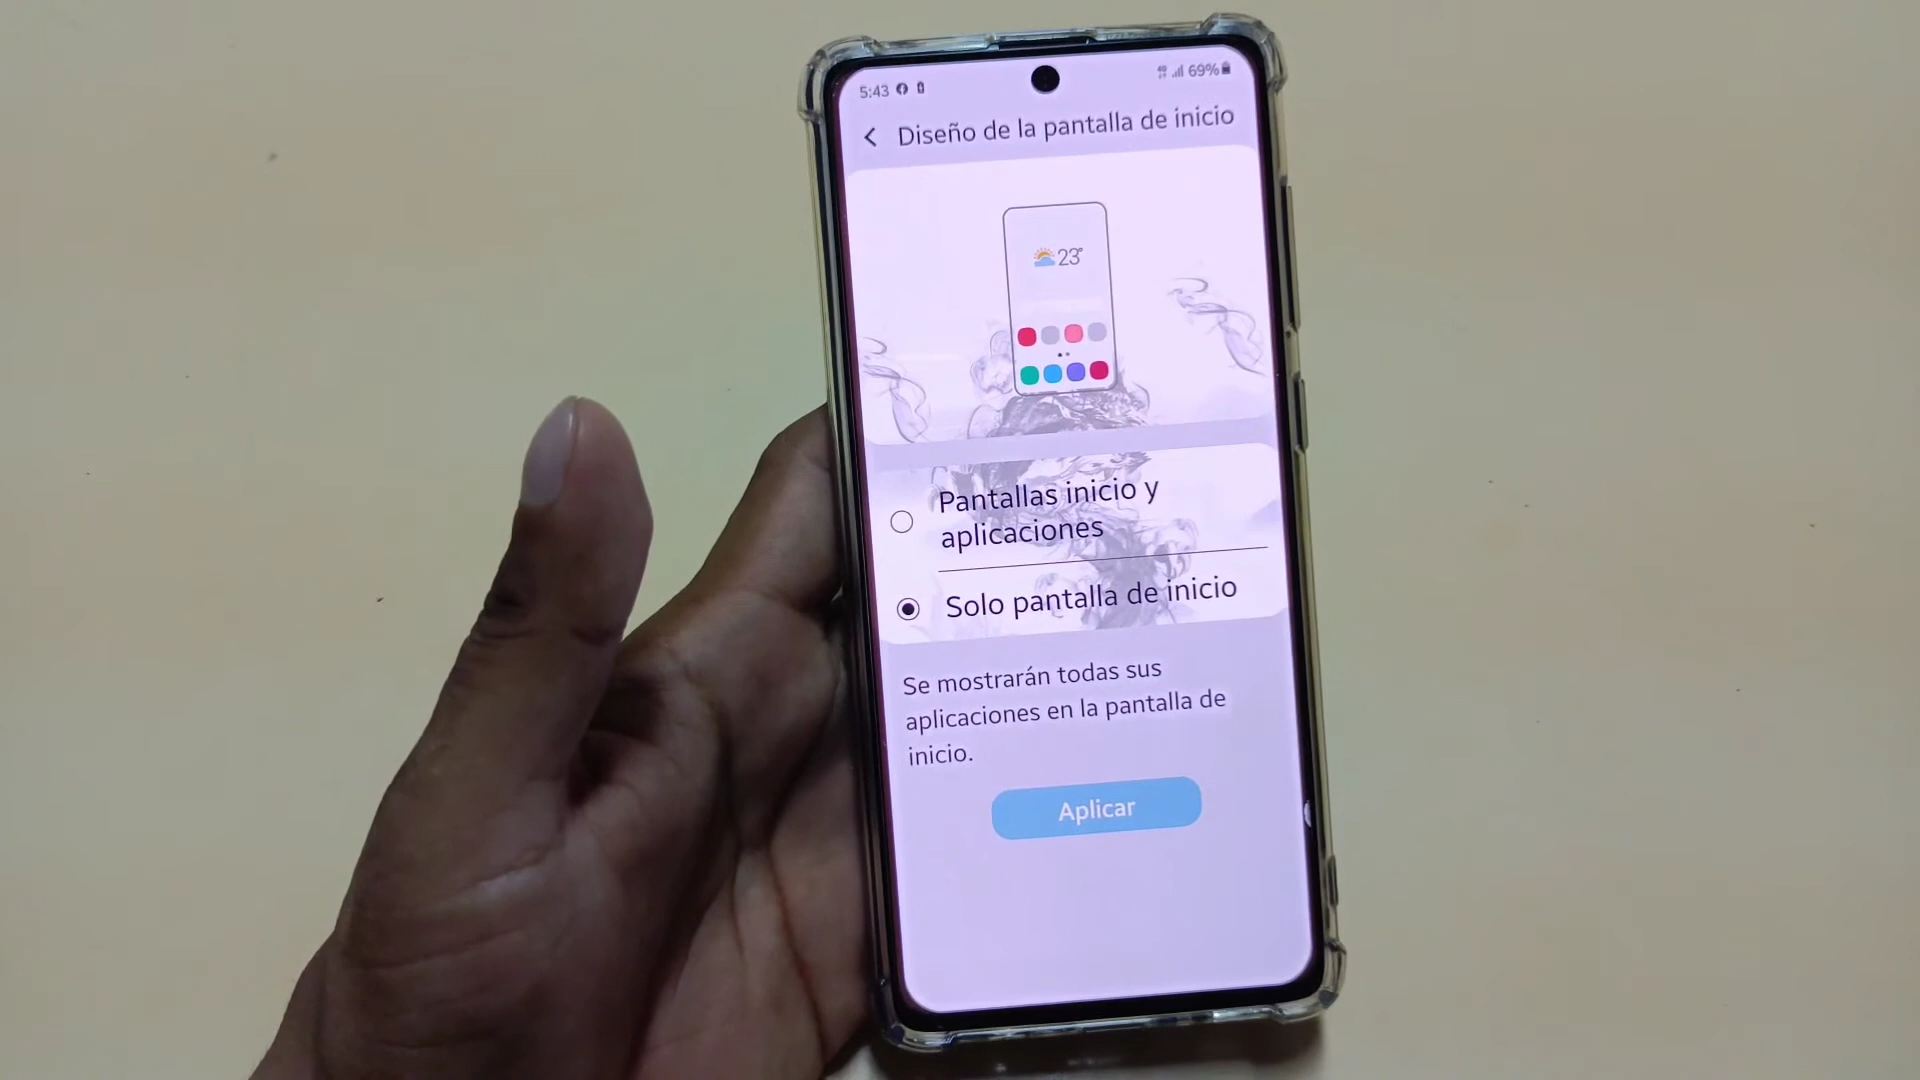 5:43
69%
Diseño de la pantalla de inicio
23°
Pantallas inicio y
aplicaciones
Solo pantalla de inicio
Se mostrarán todas sus
aplicaciones en la pantalla de
inicio.
Aplicar